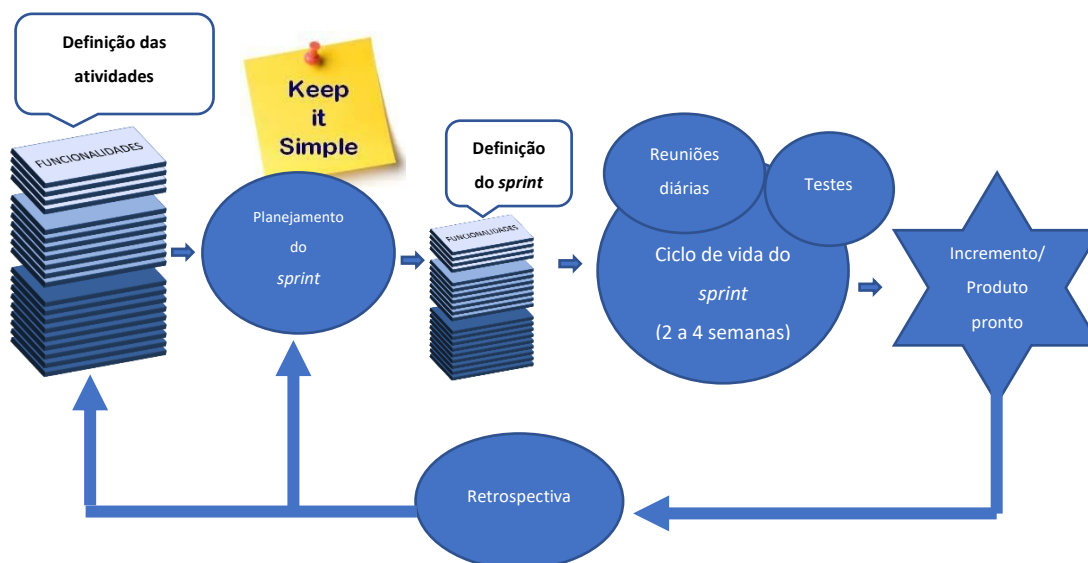 Definição das
atividades
FUNCIONALIDADES
Keep
it
Simple
Planejamento
do
sprint
Definição
do sprint
FUNCIONALIDADES
Reuniões
diárias
Testes
Ciclo de vida do
sprint
(2 a 4 semanas)
Incremento/
Produto
pronto
Retrospectiva